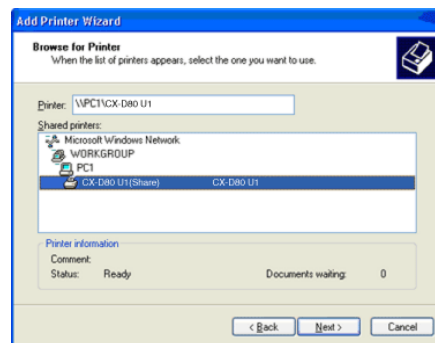 Add Printer Wizard
Browse for Printer
When the list of printers appears, select the one you want to use.
Printer: \\PC1\CX-D80 U1
Shared printers:
Microsoft Windows Network
WORKGROUP
PC1
CX-D80 U1(Share) CX-D80 U1
Printer information
Comment:
Status: Ready Documents waiting: 0
< Back Next > Cancel